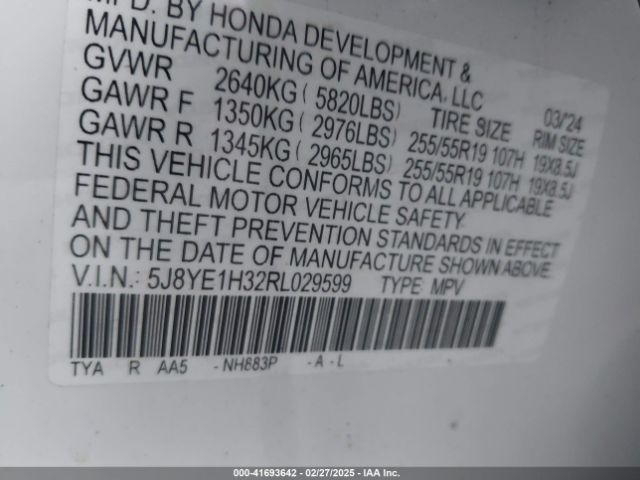 MFD. BY HONDA DEVELOPMENT &
MANUFACTURING OF AMERICA, LLC
GVWR 2640KG ( 5820LBS) 03/'24
GAWR F 1350KG ( 2976LBS) TIRE SIZE RIM SIZE
GAWR R 1345KG ( 2965LBS) 255/55R19 107H 19X8.5J
255/55R19 107H 19X8.5J
THIS VEHICLE CONFORMS TO ALL APPLICABLE
FEDERAL MOTOR VEHICLE SAFETY
AND THEFT PREVENTION STANDARDS IN EFFECT
ON THE DATE OF MANUFACTURE SHOWN ABOVE.
V.I.N.: 5J8YE1H32RL029599 TYPE: MPV
TYA R AA5 - NH883P - A - L
000-41693642 - 02/27/2025 - IAAI.COM